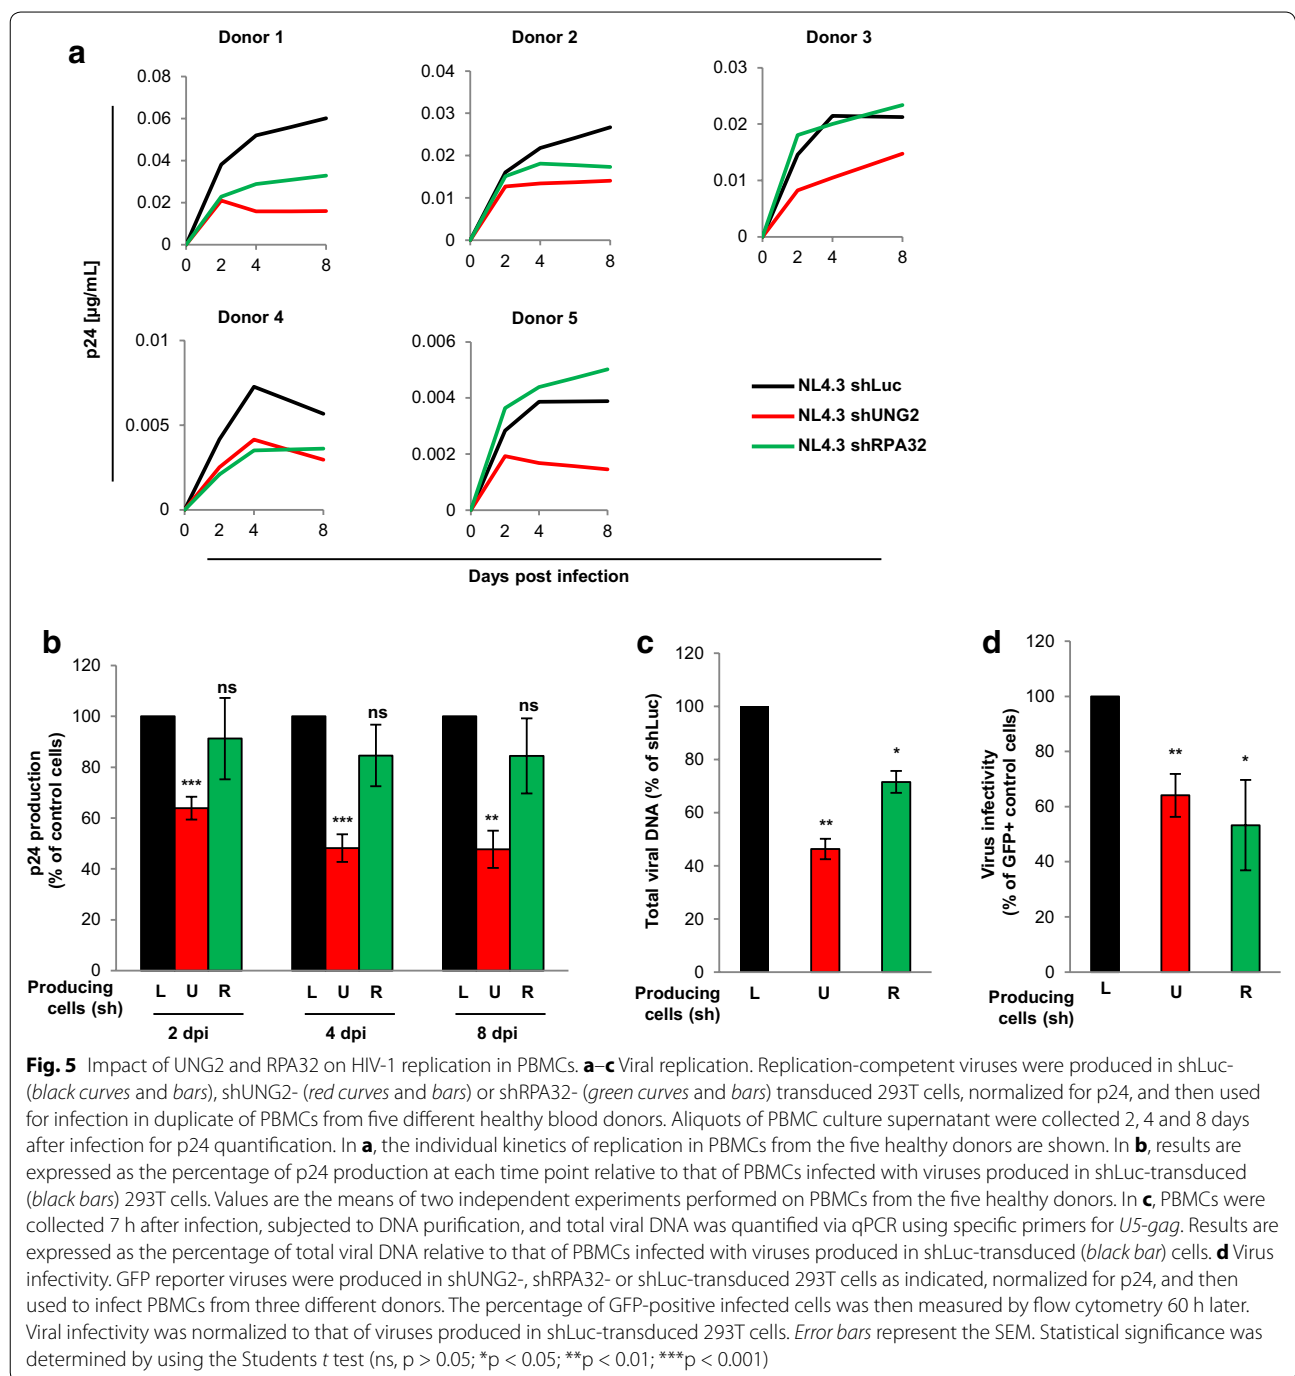 a
Donor 1
Donor 2
Donor 3
0.08
0.06
0.04
0.02
0
0 2 4 8
0.04
0.03
0.02
0.01
0
0 2 4 8
0.03
0.02
0.01
0
0 2 4 8
p24 [µg/mL]
Donor 4
Donor 5
0.01
0.005
0
0 2 4 8
0.006
0.004
0.002
0
0 2 4 8
NL4.3 shLuc
NL4.3 shUNG2
NL4.3 shRPA32
Days post infection
b
p24 production
(% of control cells)
120
100
80
60
40
20
0
*** ns
*** ns
** ns
Producing
cells (sh)
L U R L U R L U R
2 dpi 4 dpi 8 dpi
c
Total viral DNA (% of shLuc)
120
100
80
60
40
20
0
** *
Producing
cells (sh)
L U R
d
Virus infectivity
(% of GFP+ control cells)
120
100
80
60
40
20
0
** *
Producing
cells (sh)
L U R
Fig. 5 Impact of UNG2 and RPA32 on HIV-1 replication in PBMCs. a–c Viral replication. Replication-competent viruses were produced in shLuc-
(black curves and bars), shUNG2- (red curves and bars) or shRPA32- (green curves and bars) transduced 293T cells, normalized for p24, and then used
for infection in duplicate of PBMCs from five different healthy blood donors. Aliquots of PBMC culture supernatant were collected 2, 4 and 8 days
after infection for p24 quantification. In a, the individual kinetics of replication in PBMCs from the five healthy donors are shown. In b, results are
expressed as the percentage of p24 production at each time point relative to that of PBMCs infected with viruses produced in shLuc-transduced
(black bars) 293T cells. Values are the means of two independent experiments performed on PBMCs from the five healthy donors. In c, PBMCs were
collected 7 h after infection, subjected to DNA purification, and total viral DNA was quantified via qPCR using specific primers for U5-gag. Results are
expressed as the percentage of total viral DNA relative to that of PBMCs infected with viruses produced in shLuc-transduced (black bar) cells. d Virus
infectivity. GFP reporter viruses were produced in shUNG2-, shRPA32- or shLuc-transduced 293T cells as indicated, normalized for p24, and then
used to infect PBMCs from three different donors. The percentage of GFP-positive infected cells was then measured by flow cytometry 60 h later.
Viral infectivity was normalized to that of viruses produced in shLuc-transduced 293T cells. Error bars represent the SEM. Statistical significance was
determined by using the Students t test (ns, p > 0.05; *p < 0.05; **p < 0.01; ***p < 0.001)